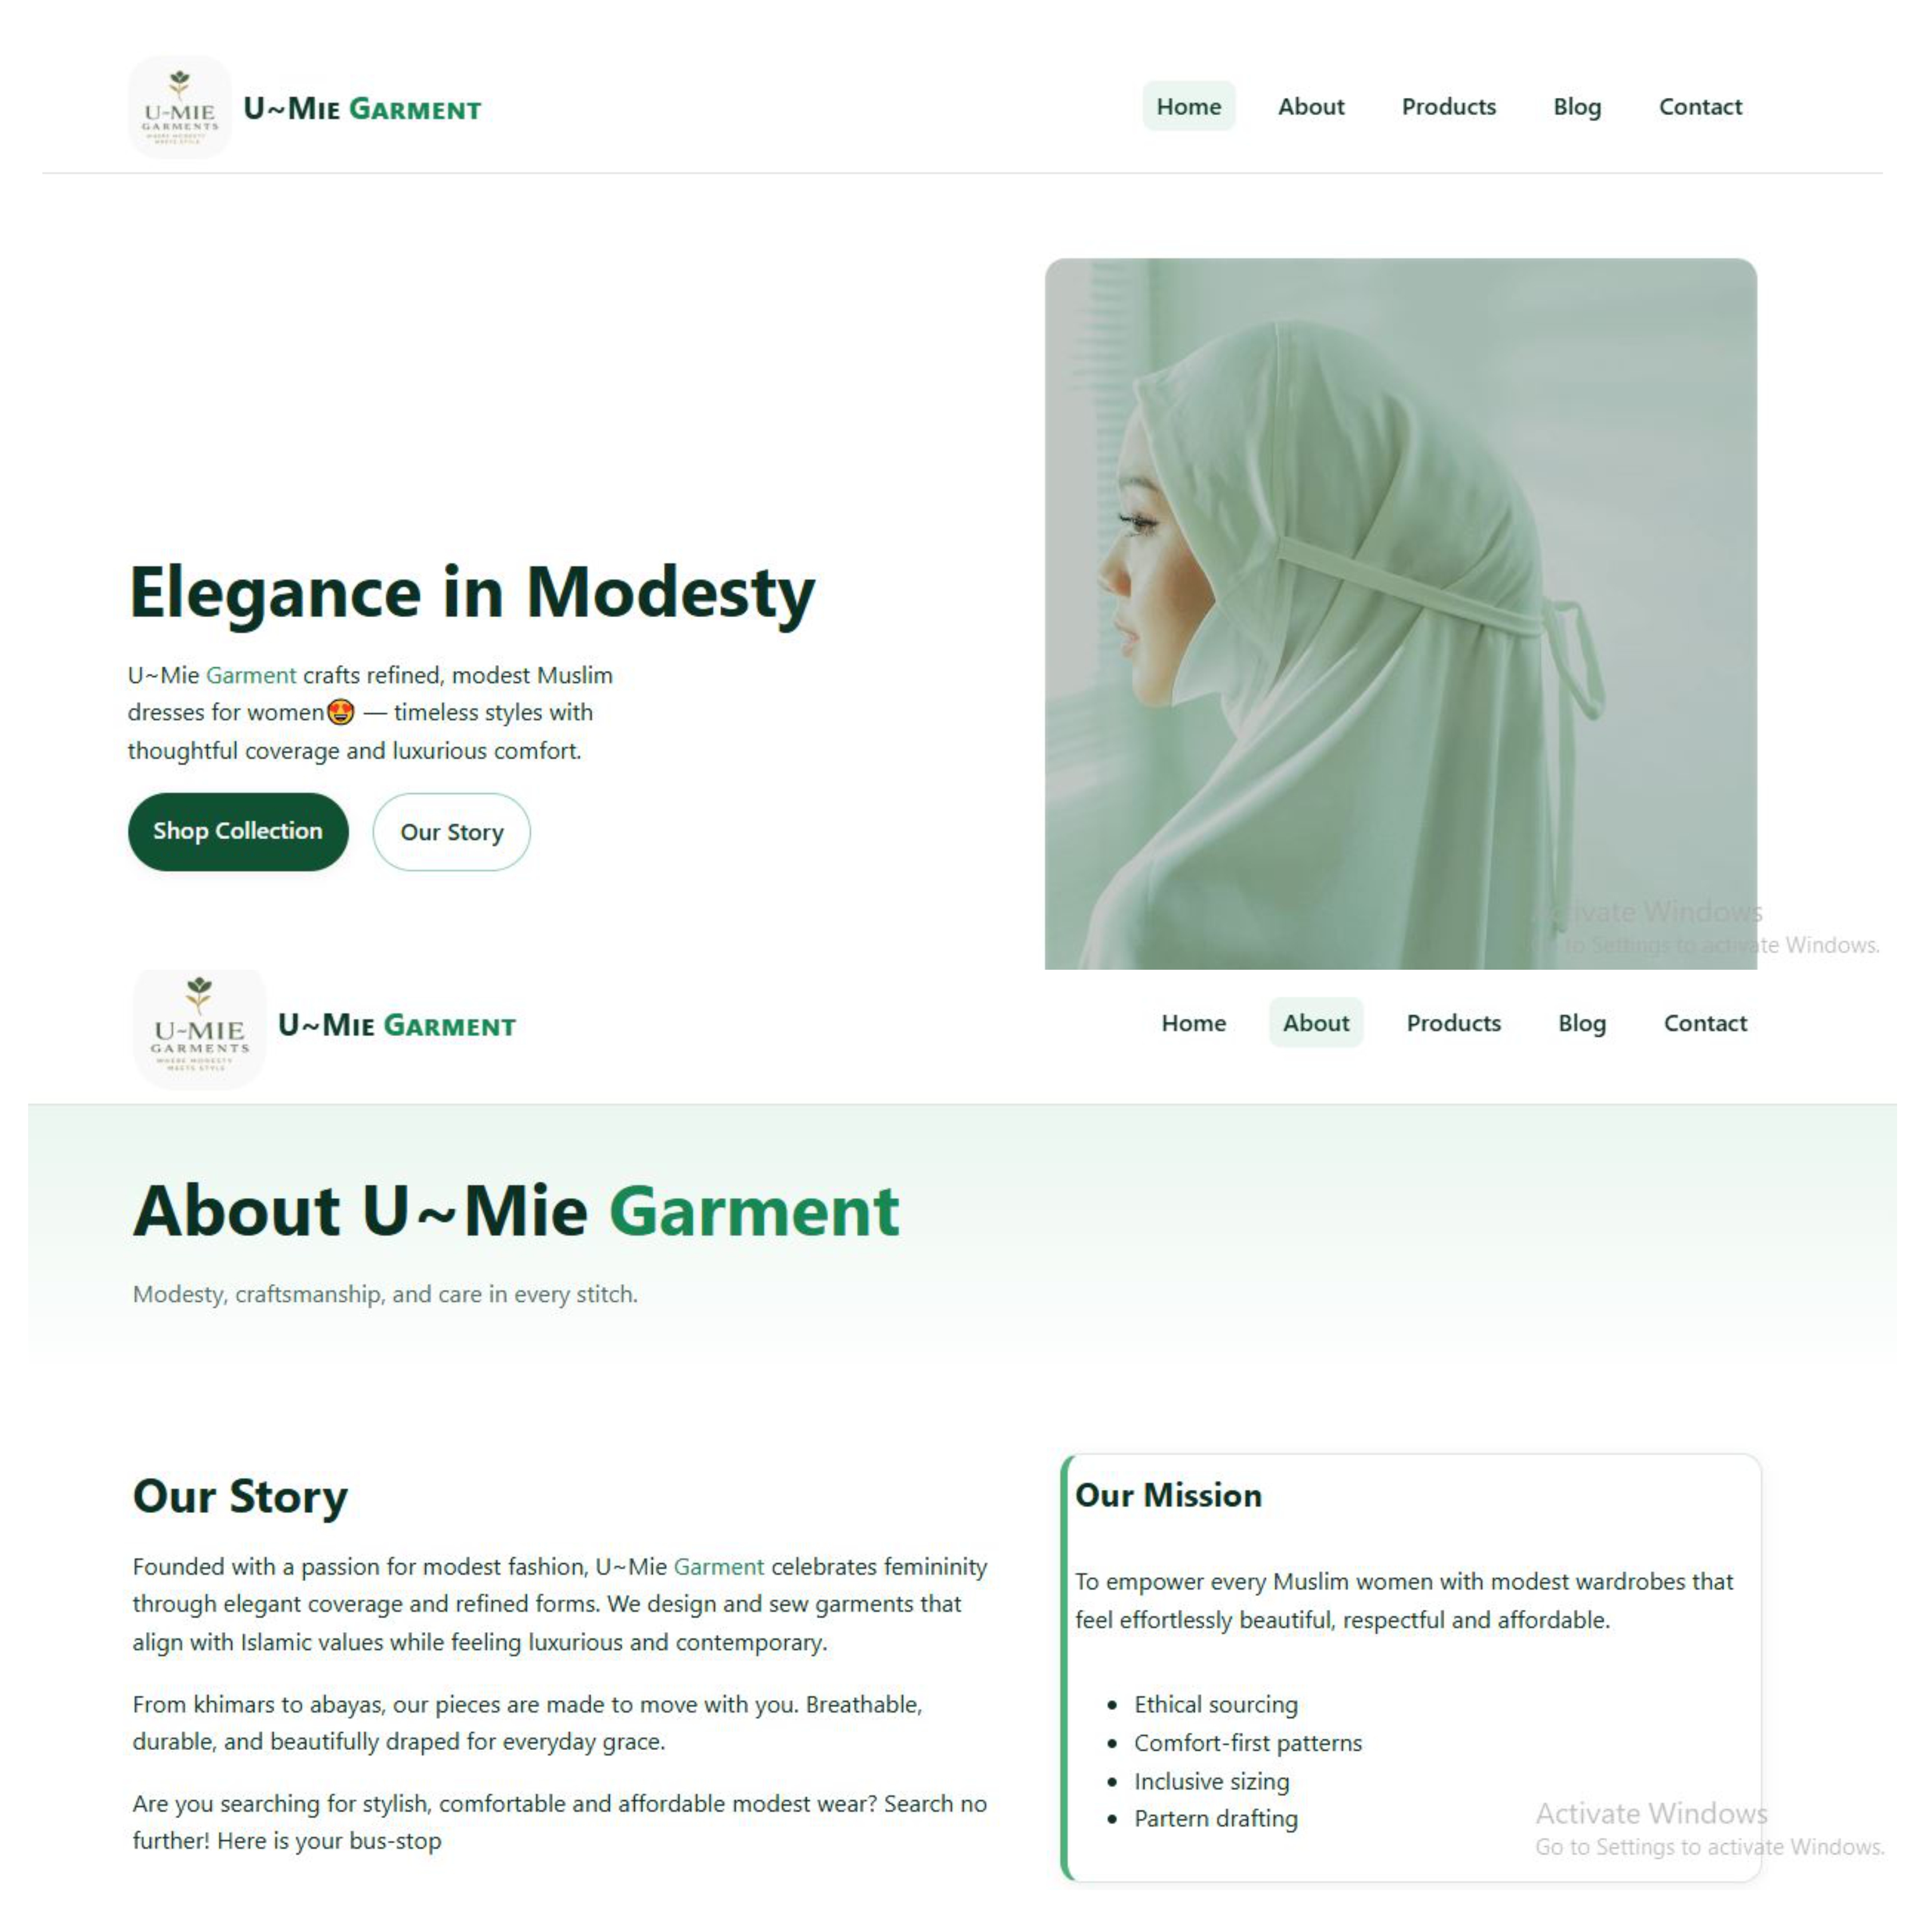 U~MIE
GARMENTS
WHERE MODESTY
MEETS STYLE
U~Mie Garment
Home About Products Blog Contact
Elegance in Modesty
U~Mie Garment crafts refined, modest Muslim
dresses for women😍 — timeless styles with
thoughtful coverage and luxurious comfort.
Shop Collection Our Story
Activate Windows
Go to Settings to activate Windows.
U~MIE
GARMENTS
WHERE MODESTY
MEETS STYLE
U~Mie Garment
Home About Products Blog Contact
About U~Mie Garment
Modesty, craftsmanship, and care in every stitch.
Our Story
Founded with a passion for modest fashion, U~Mie Garment celebrates femininity
through elegant coverage and refined forms. We design and sew garments that
align with Islamic values while feeling luxurious and contemporary.
From khimars to abayas, our pieces are made to move with you. Breathable,
durable, and beautifully draped for everyday grace.
Are you searching for stylish, comfortable and affordable modest wear? Search no
further! Here is your bus-stop
Our Mission
To empower every Muslim women with modest wardrobes that
feel effortlessly beautiful, respectful and affordable.
• Ethical sourcing
• Comfort-first patterns
• Inclusive sizing
• Partern drafting
Activate Windows
Go to Settings to activate Windows.